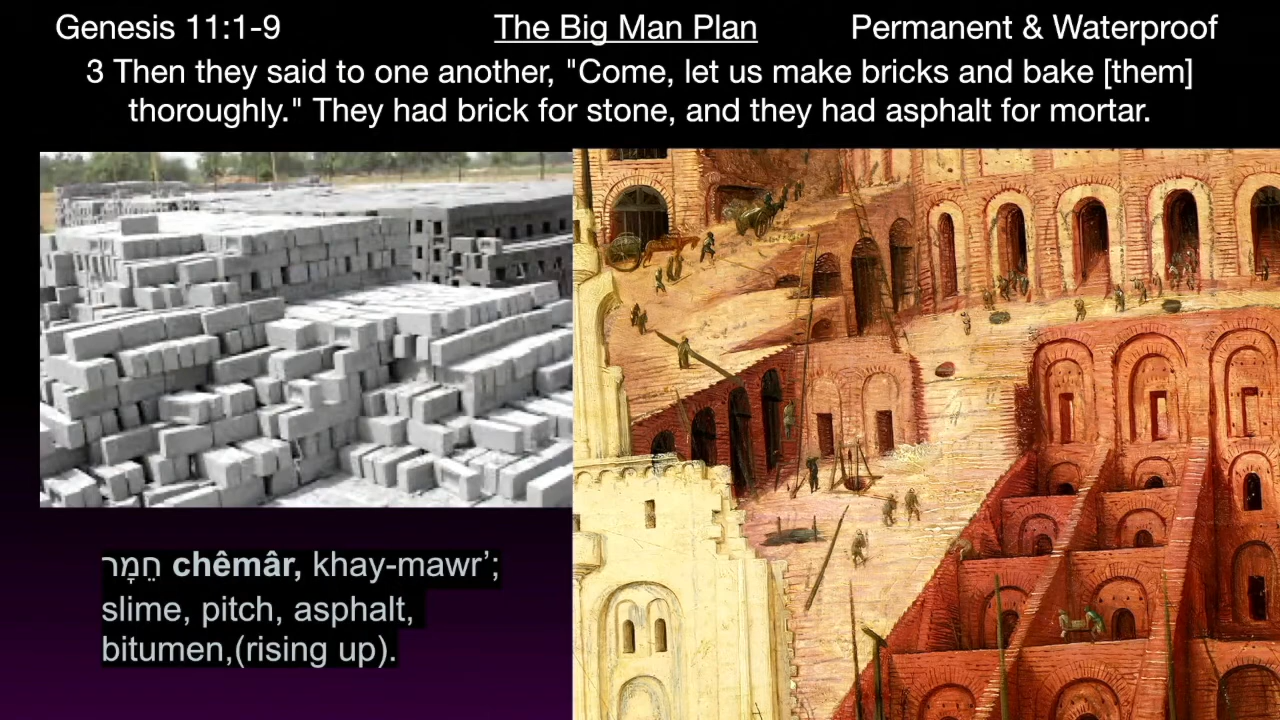 Genesis 11:1-9 The Big Man Plan Permanent & Waterproof
3 Then they said to one another, "Come, let us make bricks and bake [them]
thoroughly." They had brick for stone, and they had asphalt for mortar.
חֵמָר chêmâr, khay-mawr’;
slime, pitch, asphalt,
bitumen,(rising up).